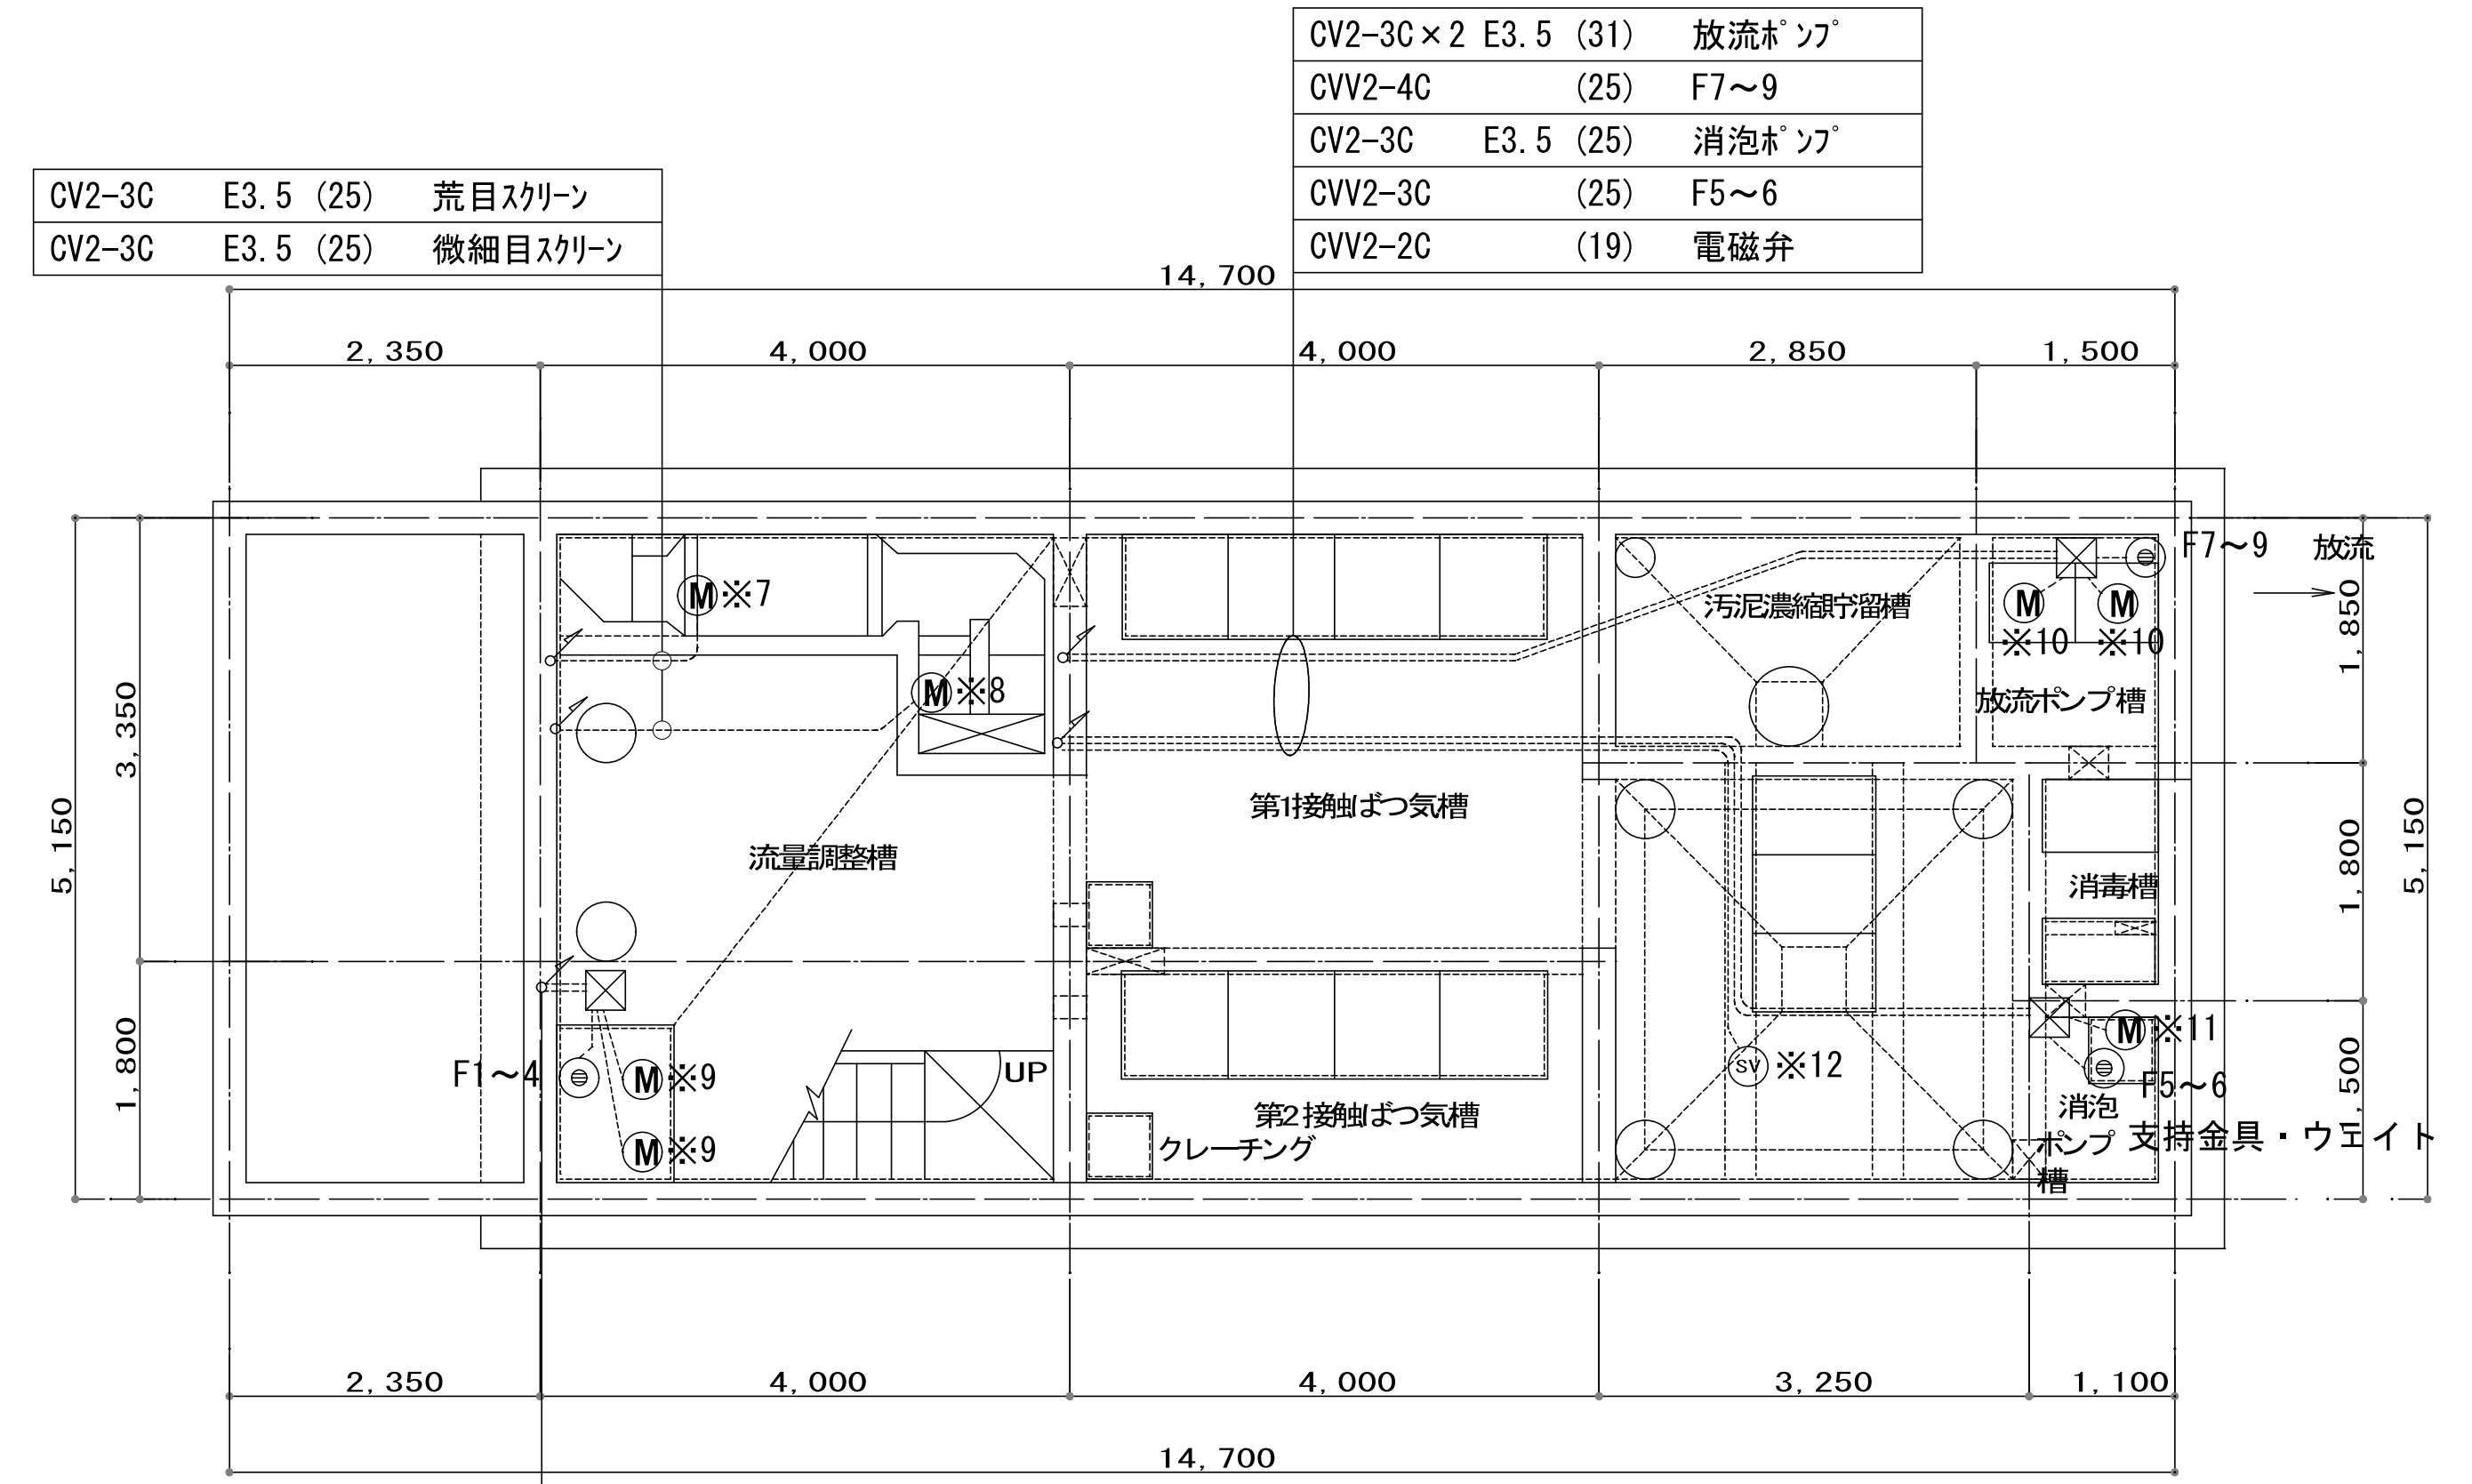 CV2-3C×2 E3.5 (31) 放流ﾎﾟﾝﾌﾟ
CVV2-4C (25) F7～9
CV2-3C E3.5 (25) 消泡ﾎﾟﾝﾌﾟ
CVV2-3C (25) F5～6
CVV2-2C (19) 電磁弁
CV2-3C E3.5 (25) 荒目ｽｸﾘｰﾝ
CV2-3C E3.5 (25) 微細目ｽｸﾘｰﾝ
14,700
2,350 4,000 4,000 2,850 1,500
F7～9 放流
M※7
汚泥濃縮貯溜槽
M M
※10 ※10
M※8
放流ポンプ槽
1,850
3,350
5,150
第1接触ばつ気槽
流量調整槽
消毒槽
1,800
5,150
1,800
F1～4
M※9
M※9
UP
SV ※12
M※11
F5～6
1,500
第2接触ばつ気槽
クレーチング
消泡
ポンプ
槽
支持金具・ウェイト
2,350 4,000 4,000 3,250 1,100
14,700